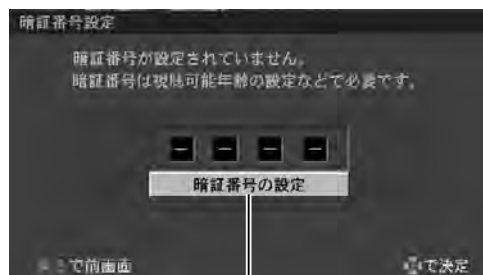 暗証番号設定
暗証番号が設定されていません。
暗証番号は視聴可能年齢の設定などで必要です。
－ － － －
暗証番号の設定
で前画面
で決定